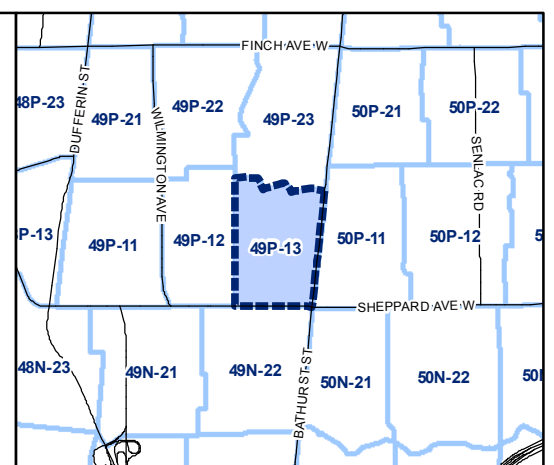 FINCH AVE W
48P-23
DUFFERIN ST
49P-21
WILMINGTON AVE
49P-22
49P-23
50P-21
50P-22
SENLAC RD
P-13
49P-11
49P-12
49P-13
50P-11
50P-12
5
SHEPPARD AVE W
48N-23
49N-21
49N-22
BATHURST ST
50N-21
50N-22
50N